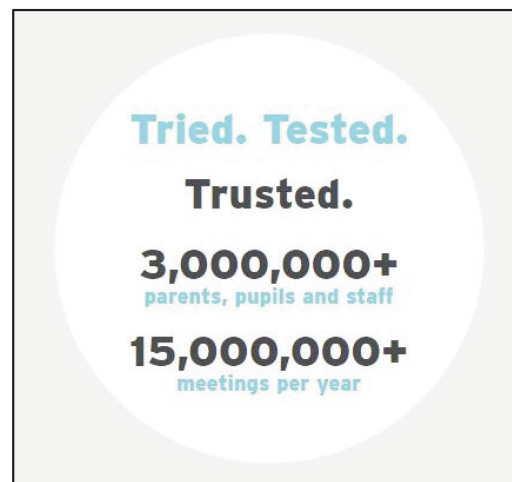 Tried. Tested.
Trusted.
3,000,000+
parents, pupils and staff
15,000,000+
meetings per year